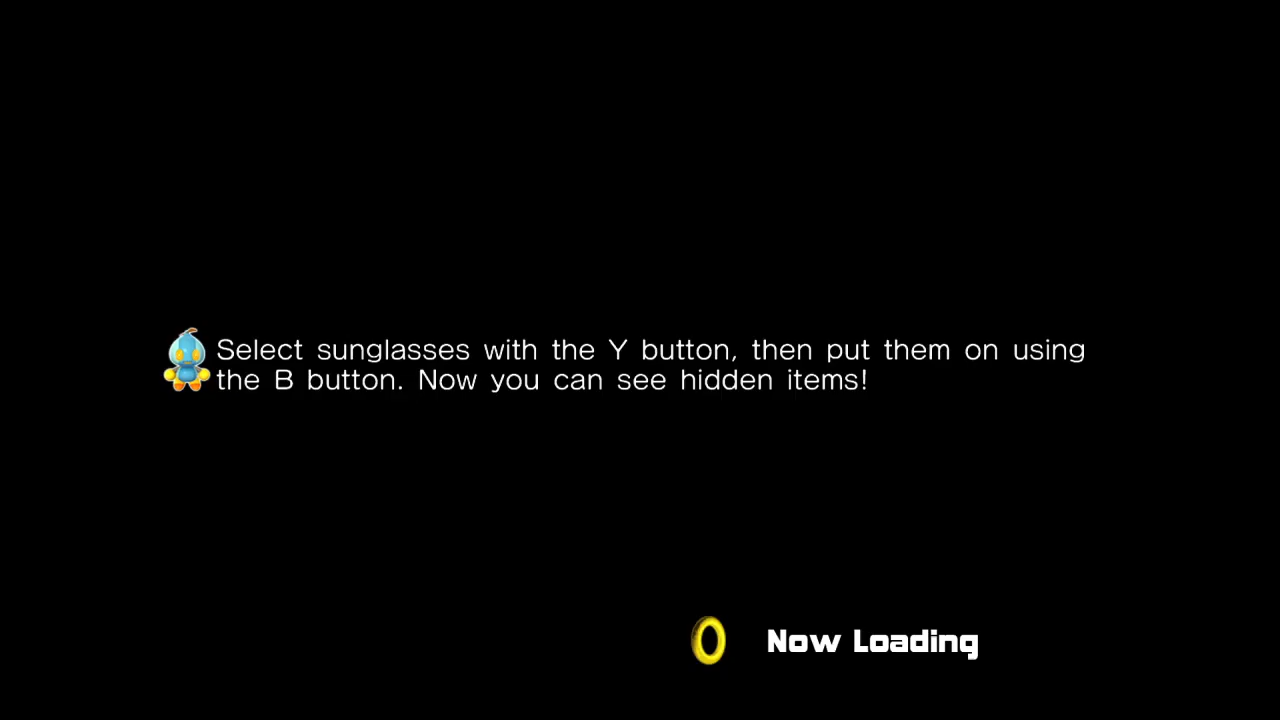 Select sunglasses with the Y button, then put them on using
the B button. Now you can see hidden items!
Now Loading